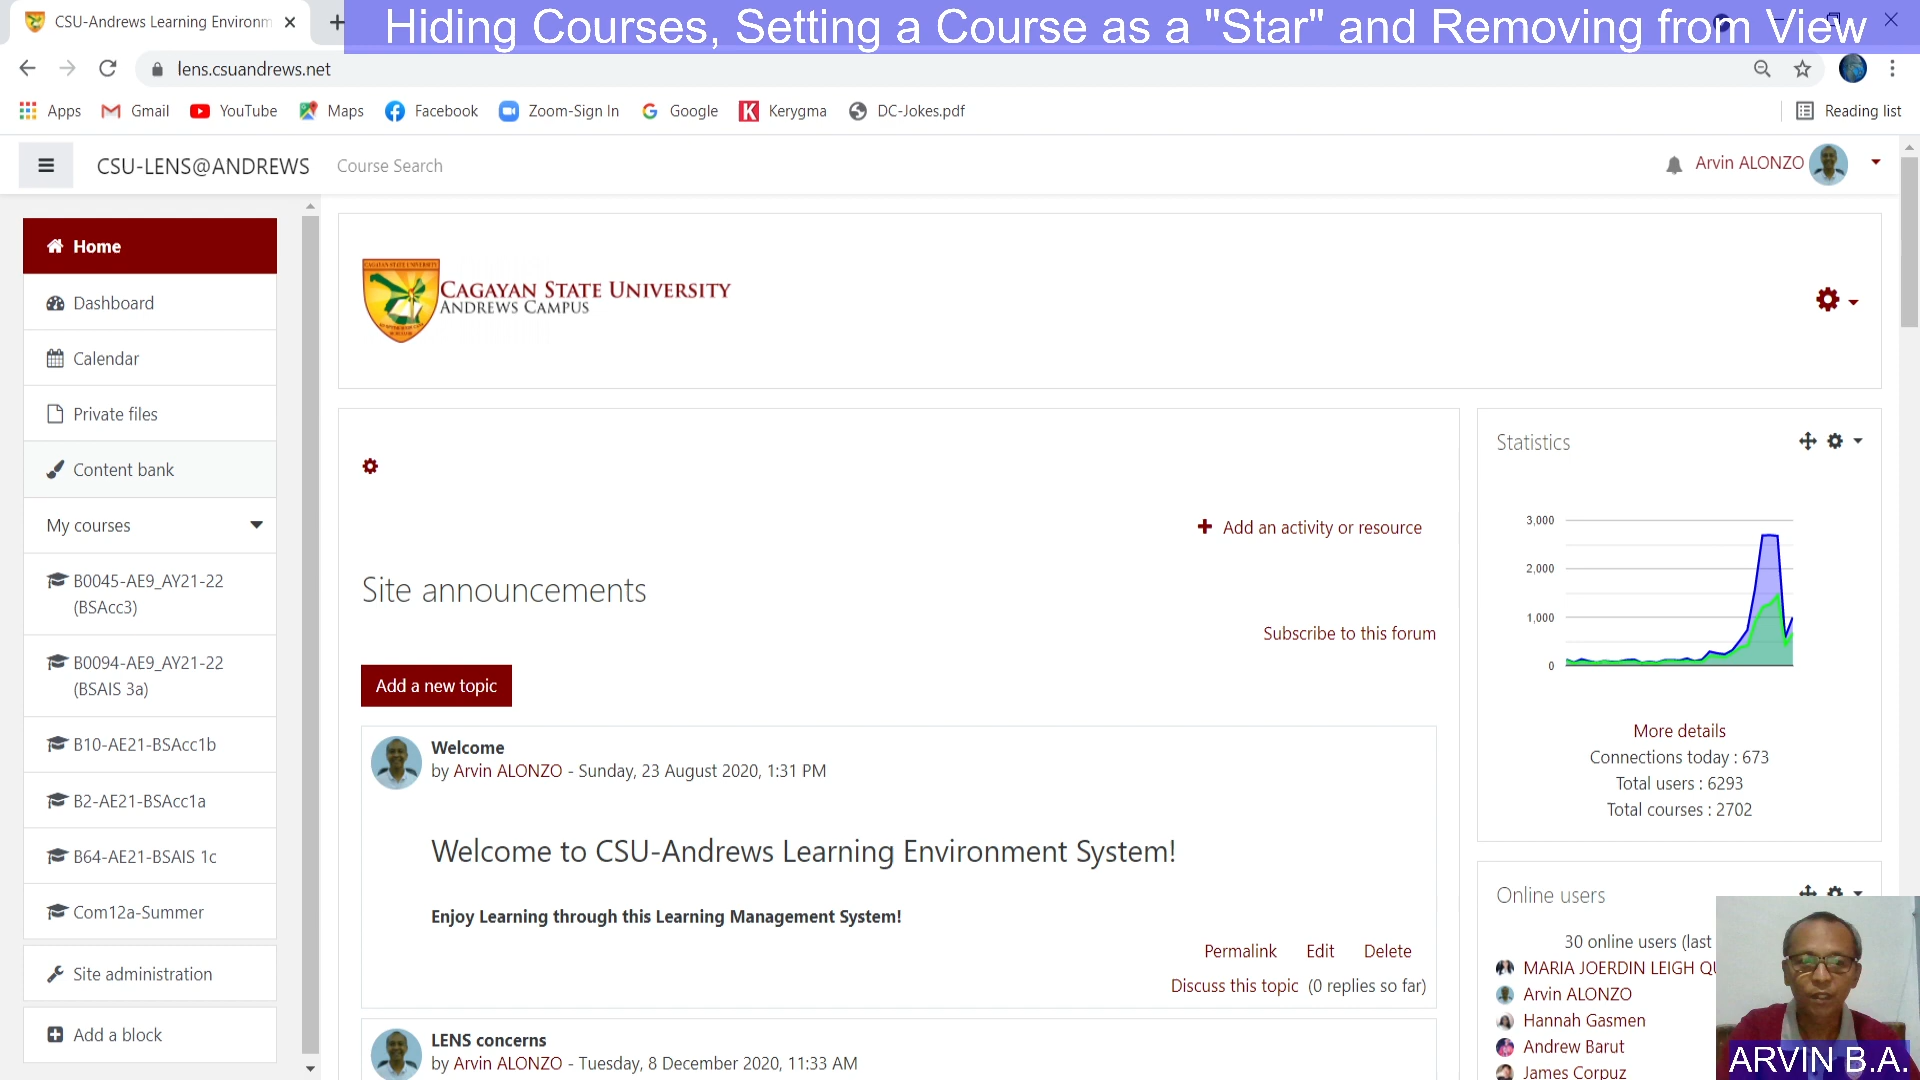 CSU-Andrews Learning Environm
Hiding Courses, Setting a Course as a "Star" and Removing from View
lens.csuandrews.net
Apps Gmail YouTube Maps Facebook Zoom-Sign In Google Kerygma DC-Jokes.pdf Reading list
CSU-LENS@ANDREWS Course Search Arvin ALONZO
Home
Dashboard
Calendar
Private files
Content bank
My courses
B0045-AE9_AY21-22
(BSAcc3)
B0094-AE9_AY21-22
(BSAIS 3a)
B10-AE21-BSAcc1b
B2-AE21-BSAcc1a
B64-AE21-BSAIS 1c
Com12a-Summer
Site administration
Add a block
CAGAYAN STATE UNIVERSITY
ANDREWS CAMPUS
Add an activity or resource
Site announcements
Subscribe to this forum
Add a new topic
Welcome
by Arvin ALONZO - Sunday, 23 August 2020, 1:31 PM
Welcome to CSU-Andrews Learning Environment System!
Enjoy Learning through this Learning Management System!
Permalink Edit Delete
Discuss this topic (0 replies so far)
LENS concerns
by Arvin ALONZO - Tuesday, 8 December 2020, 11:33 AM
Statistics
3,000
2,000
1,000
0
More details
Connections today : 673
Total users : 6293
Total courses : 2702
Online users
30 online users (last
MARIA JOERDIN LEIGH QU
Arvin ALONZO
Hannah Gasmen
Andrew Barut
James Corpuz
ARVIN B.A.